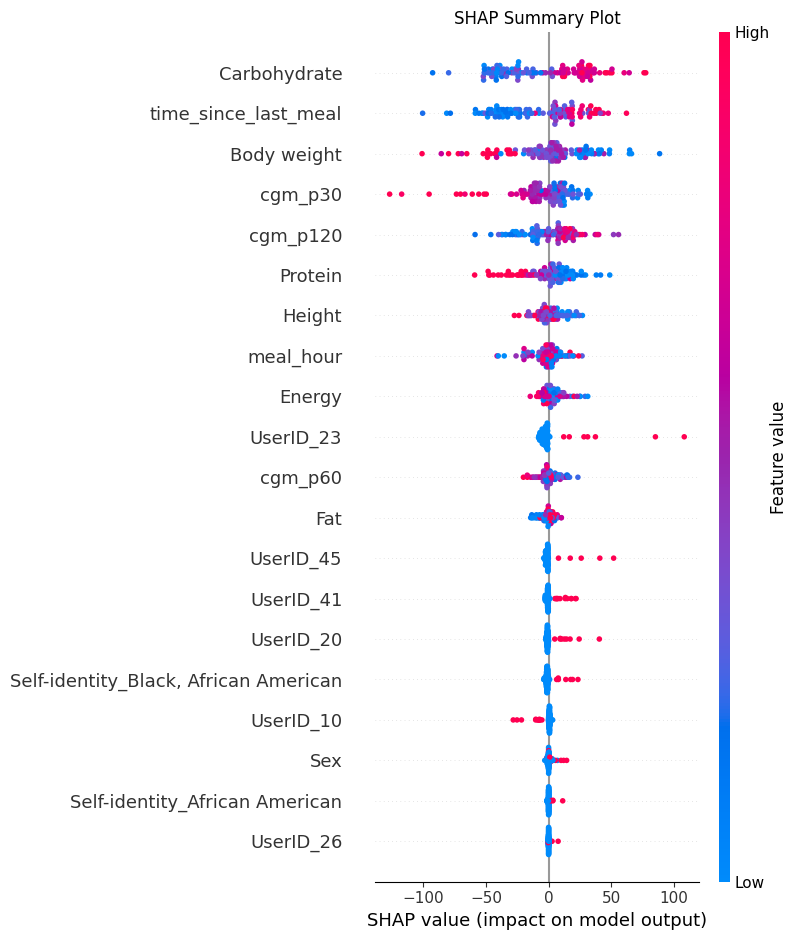 SHAP Summary Plot
High
Carbohydrate
time_since_last_meal
Body weight
cgm_p30
cgm_p120
Protein
Height
meal_hour
Energy
UserID_23
cgm_p60
Fat
UserID_45
UserID_41
UserID_20
Self-identity_Black, African American
UserID_10
Sex
Self-identity_African American
UserID_26
Feature value
Low
−100 −50 0 50 100
SHAP value (impact on model output)